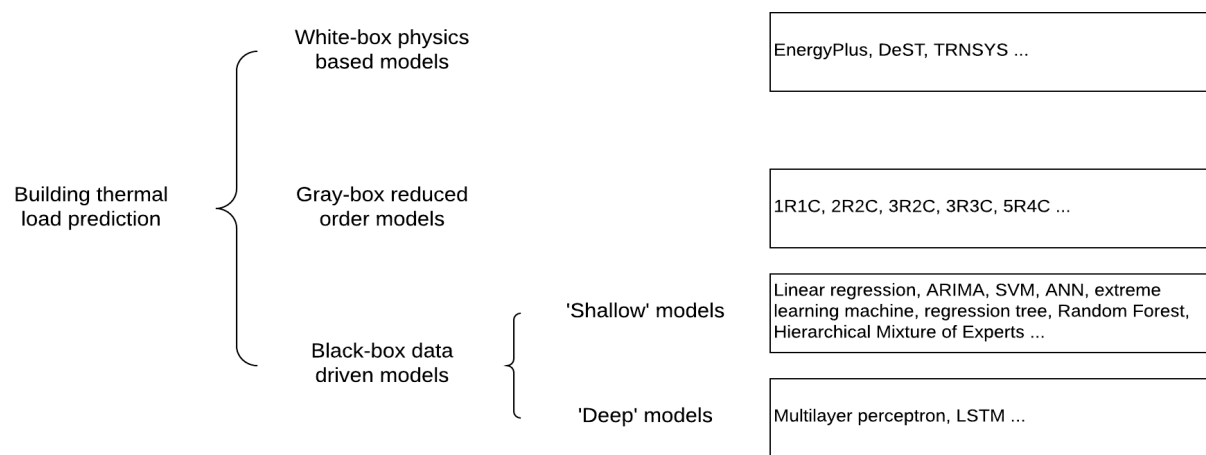 White-box physics
based models
EnergyPlus, DeST, TRNSYS ...
Building thermal
load prediction
Gray-box reduced
order models
1R1C, 2R2C, 3R2C, 3R3C, 5R4C ...
'Shallow' models
Linear regression, ARIMA, SVM, ANN, extreme
learning machine, regression tree, Random Forest,
Hierarchical Mixture of Experts ...
Black-box data
driven models
'Deep' models
Multilayer perceptron, LSTM ...